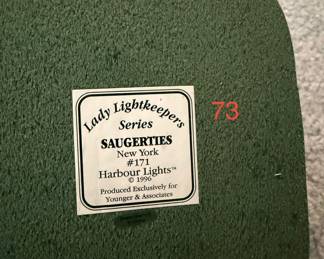 Lady Lightkeepers
Series
SAUGERTIES
New York
#171
Harbour Lights™
© 1996
Produced Exclusively for
Younger & Associates
73